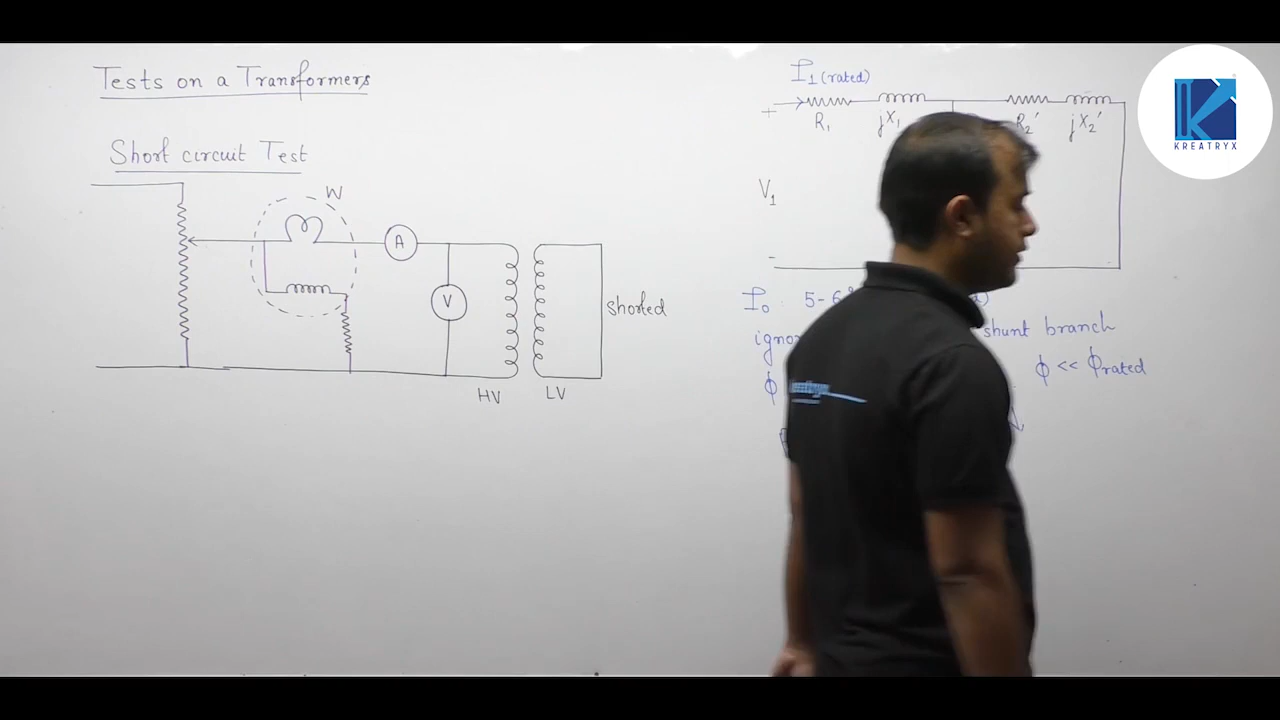 Tests on a Transformers
Short circuit Test
W
A
V
shorted
HV LV
I₁ (rated)
+
R₁ jX₁ R₂' jX₂'
V₁
-
I₀ : 5-6
shunt branch
ϕ ϕ << ϕrated
KREATRYX